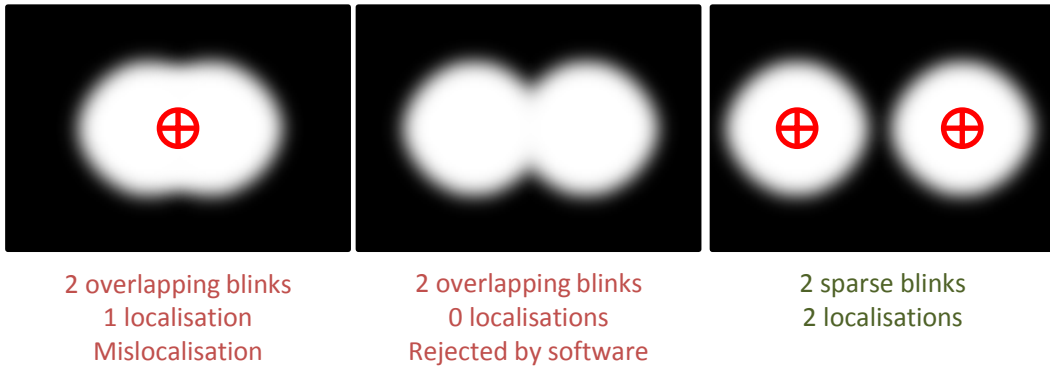 2 overlapping blinks
1 localisation
Mislocalisation
2 overlapping blinks
0 localisations
Rejected by software
2 sparse blinks
2 localisations